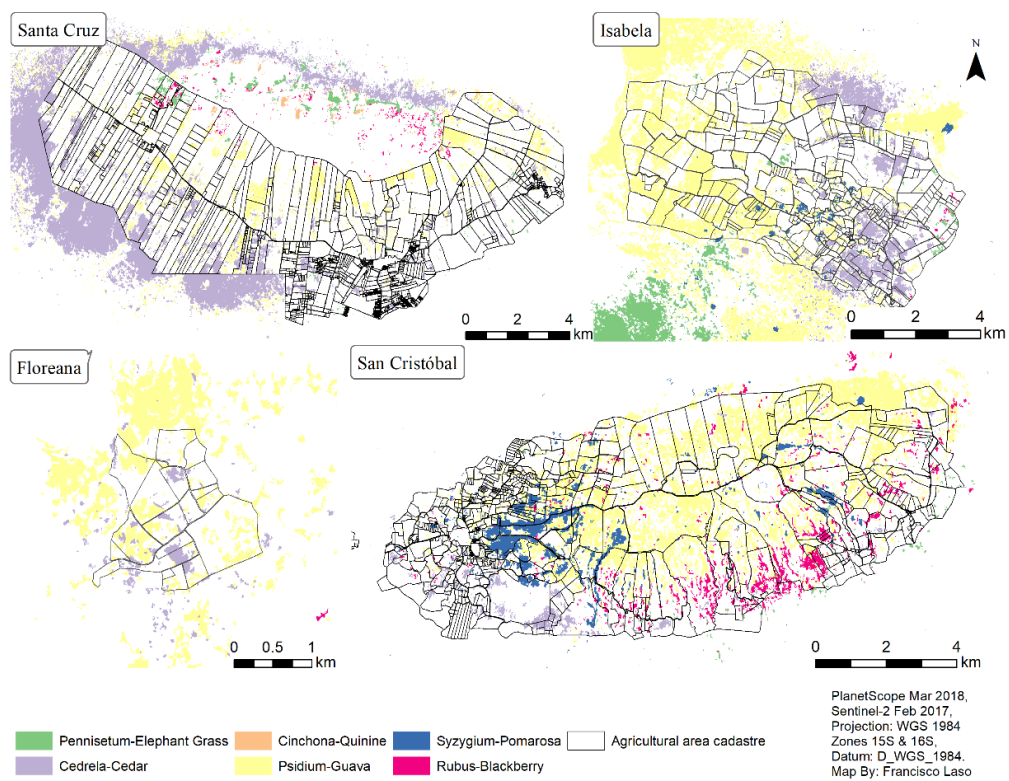 Santa Cruz
Isabela
N
0 2 4
km
0 2 4
km
Floreana
San Cristóbal
0 0.5 1
km
0 2 4
km
PlanetScope Mar 2018,
Sentinel-2 Feb 2017,
Projection: WGS 1984
Zones 15S & 16S,
Datum: D_WGS_1984.
Map By: Francisco Laso
Pennisetum-Elephant Grass
Cinchona-Quinine
Syzygium-Pomarosa
Agricultural area cadastre
Cedrela-Cedar
Psidium-Guava
Rubus-Blackberry